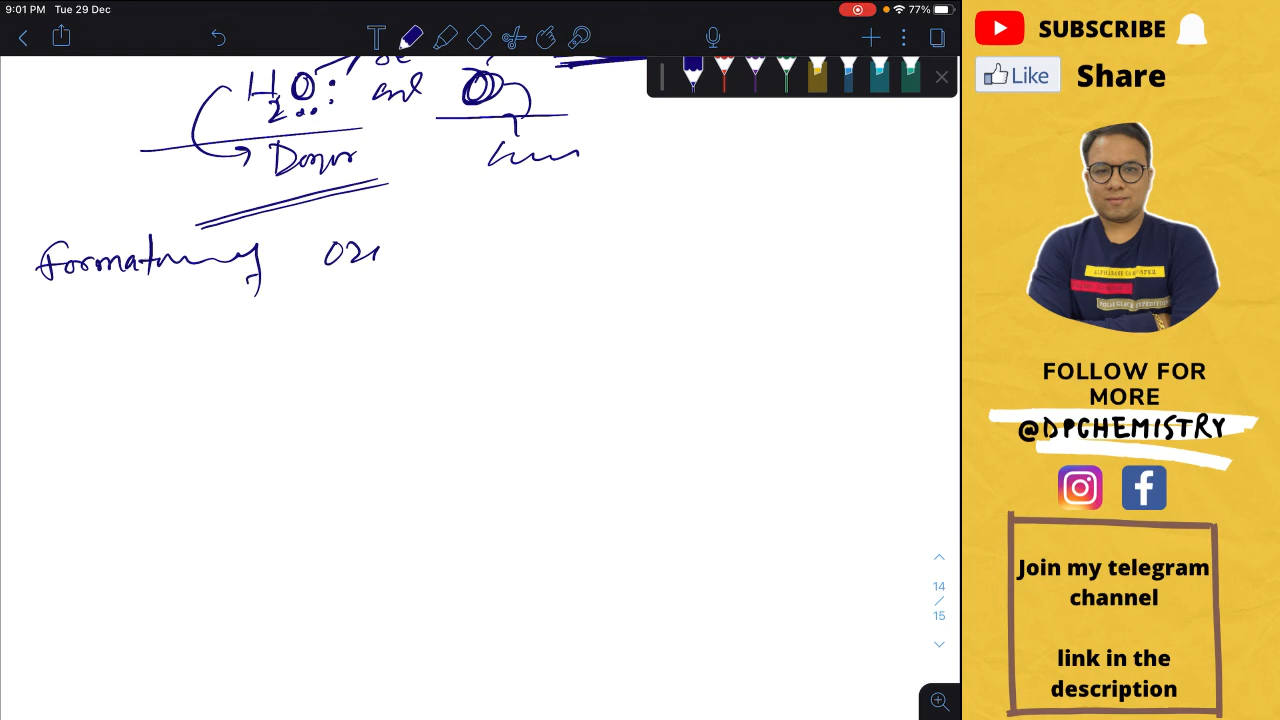 9:01 PM Tue 29 Dec
77%
H2O: and O
Donor
Formation of
14
/
15
SUBSCRIBE
Like
Share
FOLLOW FOR
MORE
@DPCHEMISTRY
Join my telegram
channel
link in the
description